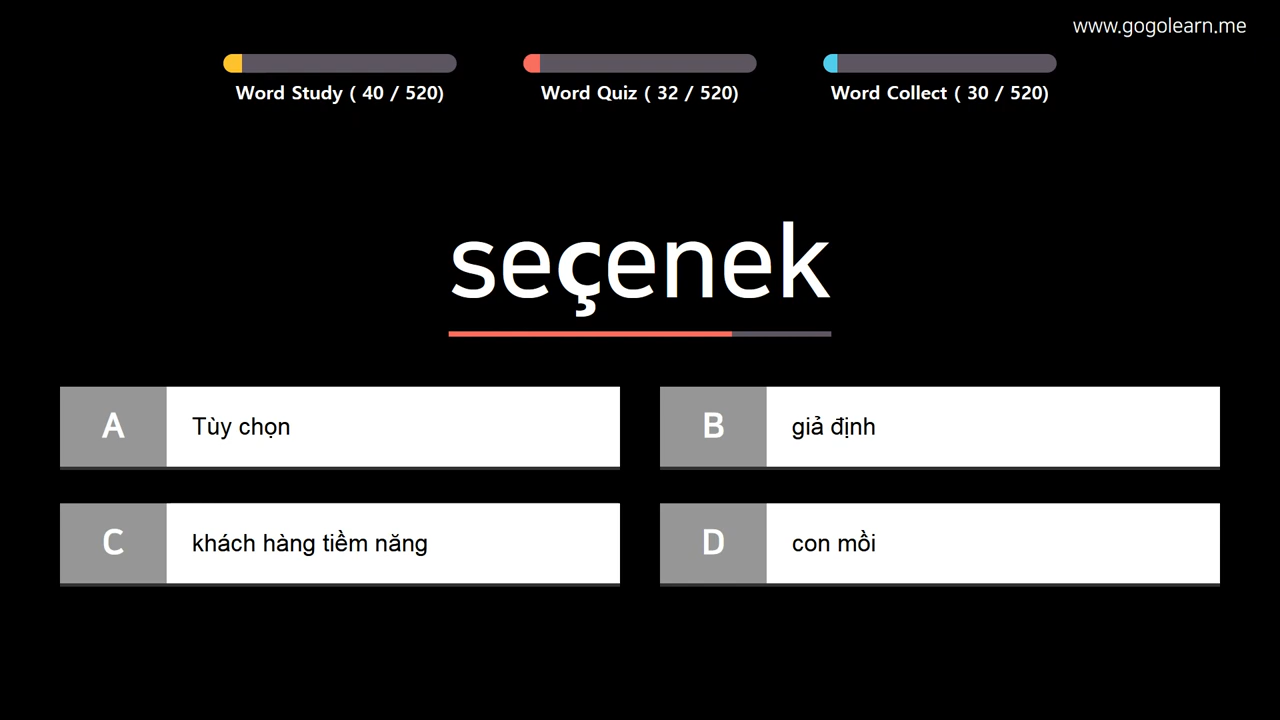 www.gogolearn.me
Word Study ( 40 / 520)
Word Quiz ( 32 / 520)
Word Collect ( 30 / 520)
seçenek
A
Tùy chọn
B
giả định
C
khách hàng tiềm năng
D
con mồi